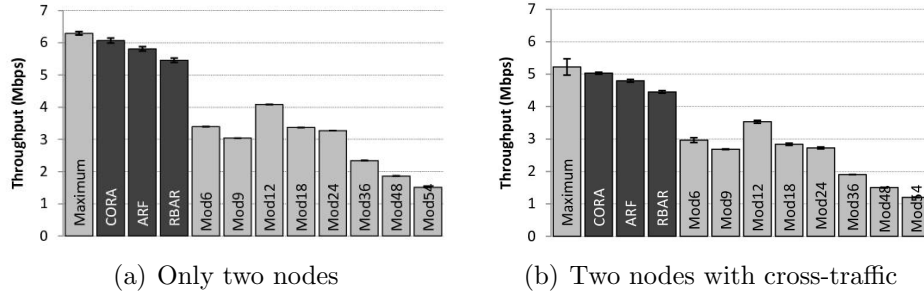 7
6
5
4
3
2
1
0
Throughput (Mbps)
Maximum
CORA
ARF
RBAR
Mod6
Mod9
Mod12
Mod18
Mod24
Mod36
Mod48
Mod54
(a) Only two nodes
7
6
5
4
3
2
1
0
Throughput (Mbps)
Maximum
CORA
ARF
RBAR
Mod6
Mod9
Mod12
Mod18
Mod24
Mod36
Mod48
Mod54
(b) Two nodes with cross-traffic